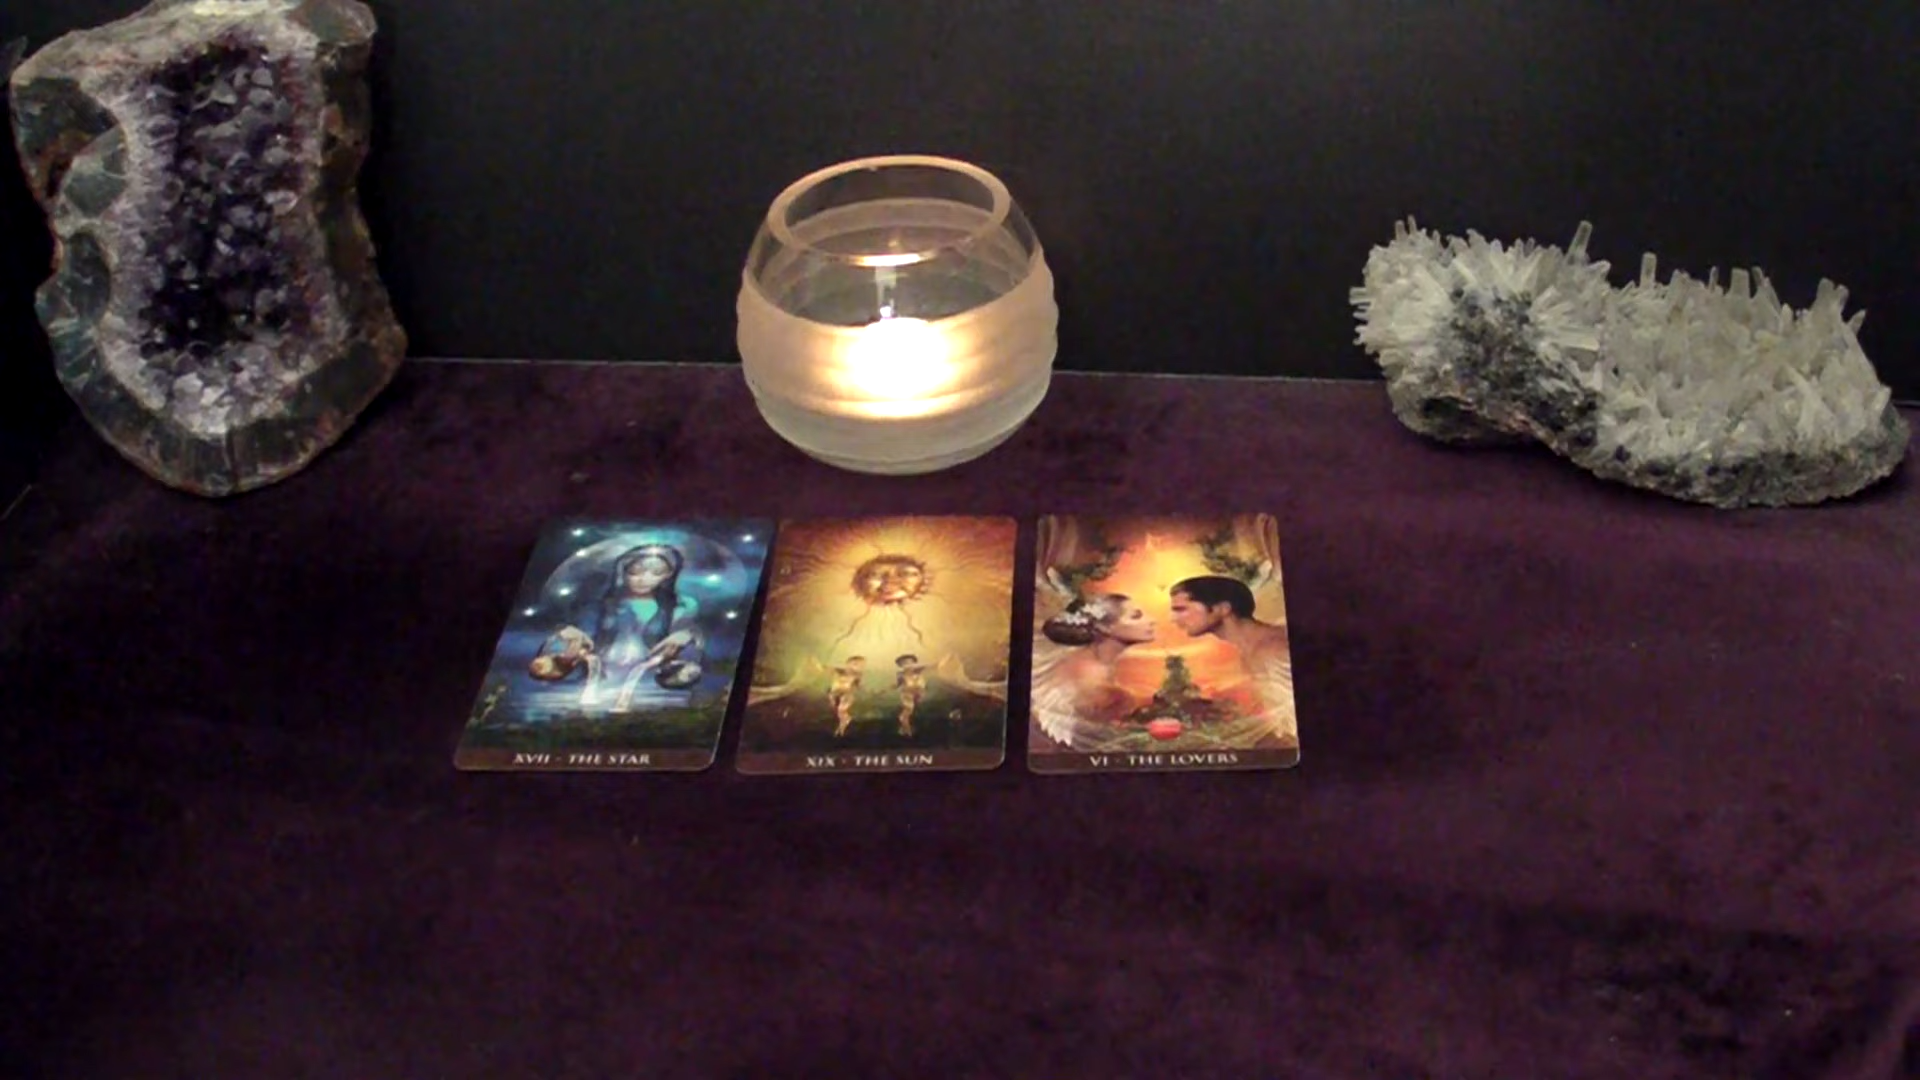 XVII · THE STAR
XIX · THE SUN
VI · THE LOVERS